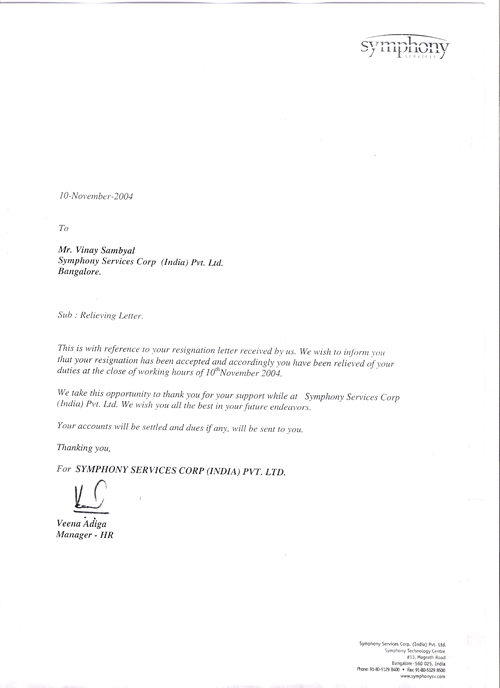 symphony
SERVICES
10-November-2004
To
Mr. Vinay Sambyal
Symphony Services Corp (India) Pvt. Ltd.
Bangalore.
Sub : Relieving Letter.
This is with reference to your resignation letter received by us. We wish to inform you
that your resignation has been accepted and accordingly you have been relieved of your
duties at the close of working hours of 10th November 2004.
We take this opportunity to thank you for your support while at Symphony Services Corp
(India) Pvt. Ltd. We wish you all the best in your future endeavors.
Your accounts will be settled and dues if any, will be sent to you.
Thanking you,
For SYMPHONY SERVICES CORP (INDIA) PVT. LTD.
Veena Adiga
Manager - HR
Symphony Services Corp. (India) Pvt. Ltd.
Symphony Technology Centre
#13, Magrath Road
Bangalore - 560 025, India
Phone: 91-80-5129 8400 • Fax: 91-80-5129 8500
www.symphonysv.com